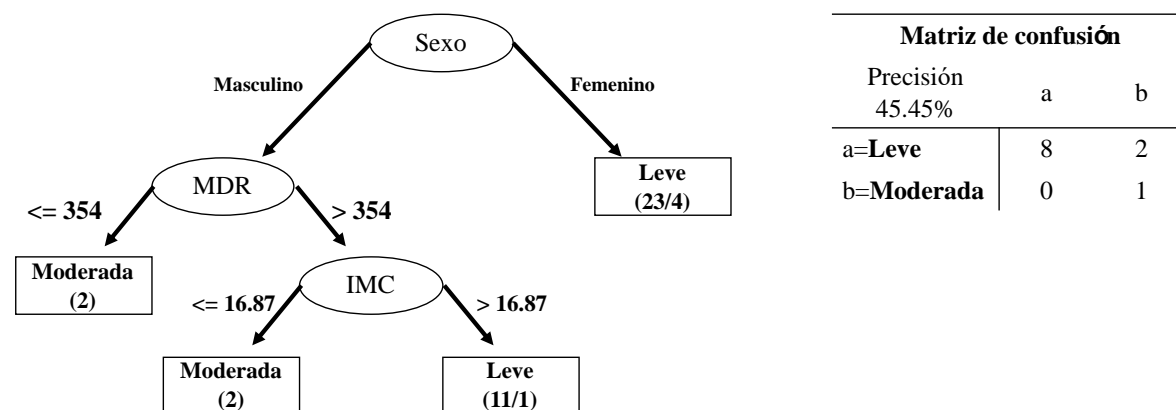 Sexo
Masculino
Femenino
MDR
Leve
(23/4)
<= 354
> 354
Moderada
(2)
IMC
<= 16.87
> 16.87
Moderada
(2)
Leve
(11/1)
Matriz de confusión
Precisión
45.45%
a b
a=Leve 8 2
b=Moderada 0 1